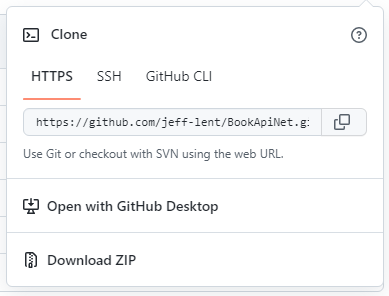 Clone
HTTPS SSH GitHub CLI
https://github.com/jeff-lent/BookApiNet.g
Use Git or checkout with SVN using the web URL.
Open with GitHub Desktop
Download ZIP